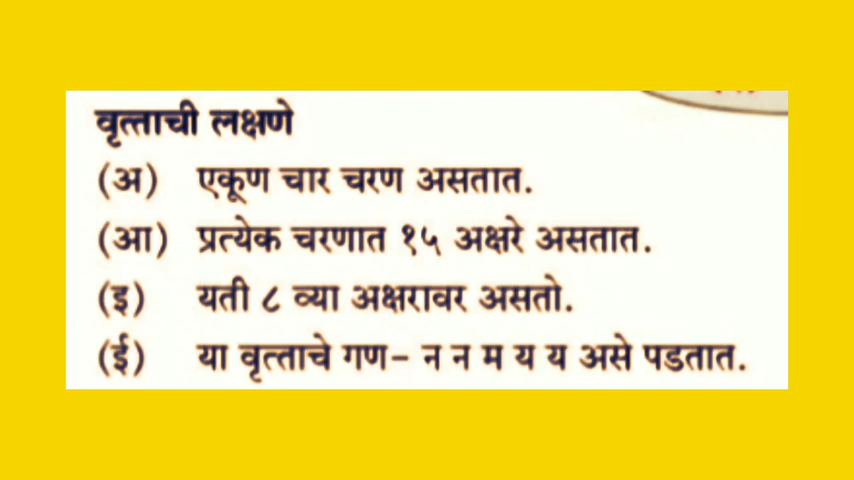 वृत्ताची लक्षणे
(अ) एकूण चार चरण असतात.
(आ) प्रत्येक चरणात १५ अक्षरे असतात.
(इ) यती ८ व्या अक्षरावर असतो.
(ई) या वृत्ताचे गण- न न म य य असे पडतात.